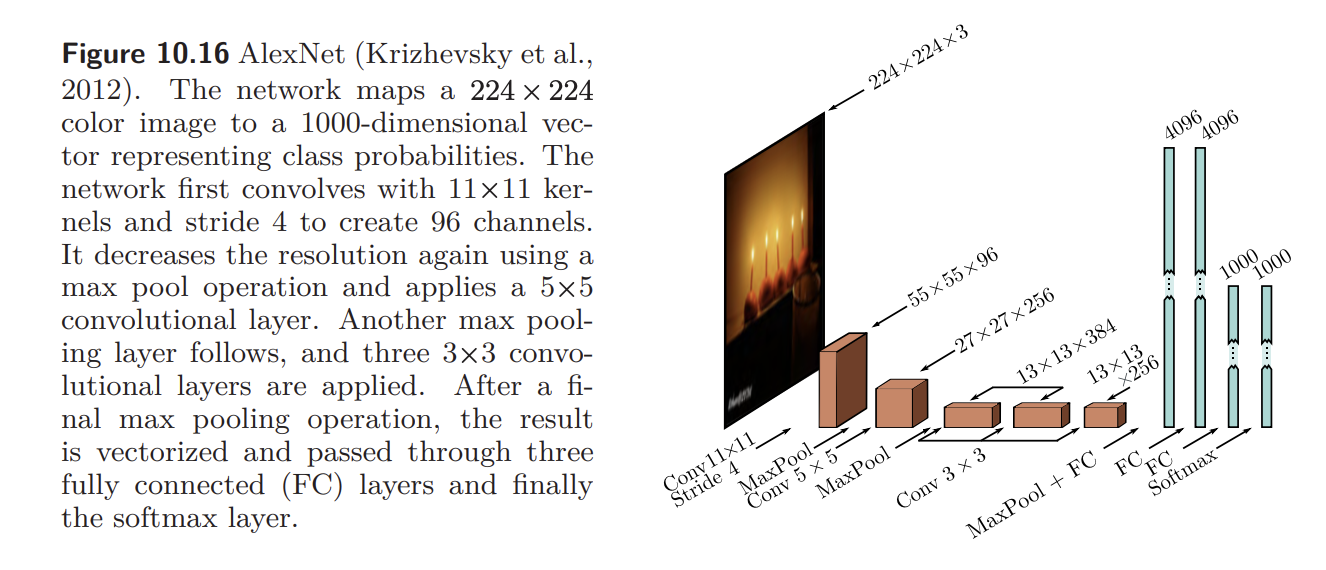 Figure 10.16 AlexNet (Krizhevsky et al.,
2012). The network maps a 224 × 224
color image to a 1000-dimensional vec-
tor representing class probabilities. The
network first convolves with 11×11 ker-
nels and stride 4 to create 96 channels.
It decreases the resolution again using a
max pool operation and applies a 5×5
convolutional layer. Another max pool-
ing layer follows, and three 3×3 convo-
lutional layers are applied. After a fi-
nal max pooling operation, the result
is vectorized and passed through three
fully connected (FC) layers and finally
the softmax layer.
224×224×3
55×55×96
27×27×256
13×13×384
13×13
×256
4096
4096
1000
1000
Conv11×11
Stride 4
MaxPool
Conv 5 × 5
MaxPool
Conv 3 × 3
MaxPool + FC
FC
FC
Softmax